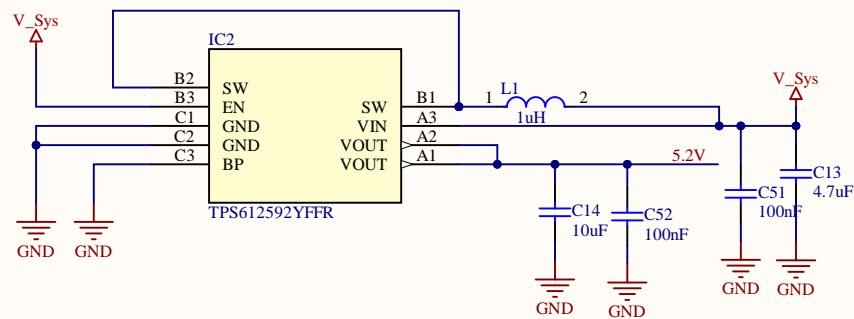 V_Sys
IC2
B2
SW
B3
EN
C1
GND
C2
GND
C3
BP
SW
B1
VIN
A3
VOUT
A2
VOUT
A1
TPS612592YFFR
GND
GND
L1
1
2
1uH
5.2V
V_Sys
C14
10uF
GND
C52
100nF
GND
C51
100nF
GND
C13
4.7uF
GND